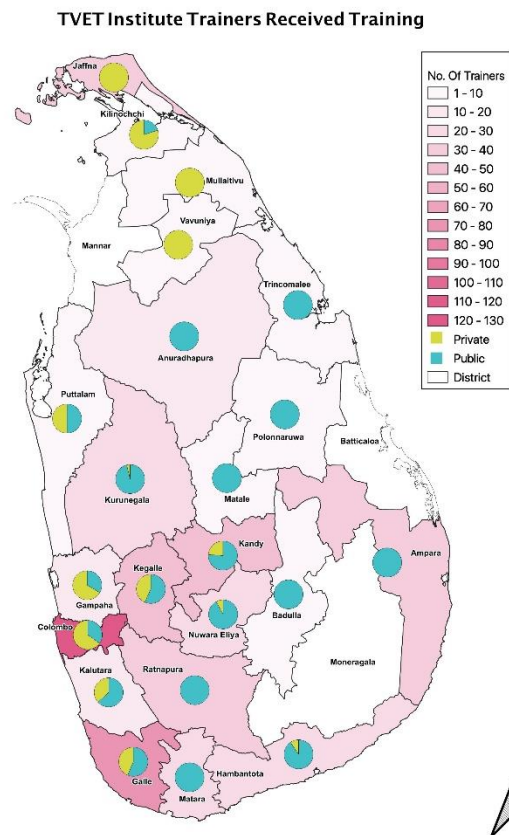 TVET Institute Trainers Received Training
No. Of Trainers
1 - 10
10 - 20
20 - 30
30 - 40
40 - 50
50 - 60
60 - 70
70 - 80
80 - 90
90 - 100
100 - 110
110 - 120
120 - 130
Private
Public
District
Jaffna
Kilinochchi
Mullaitivu
Vavuniya
Mannar
Trincomalee
Anuradhapura
Puttalam
Polonnaruwa
Batticaloa
Kurunegala
Matale
Kandy
Ampara
Kegalle
Gampaha
Badulla
Nuwara Eliya
Colombo
Moneragala
Kalutara
Ratnapura
Galle
Hambantota
Matara